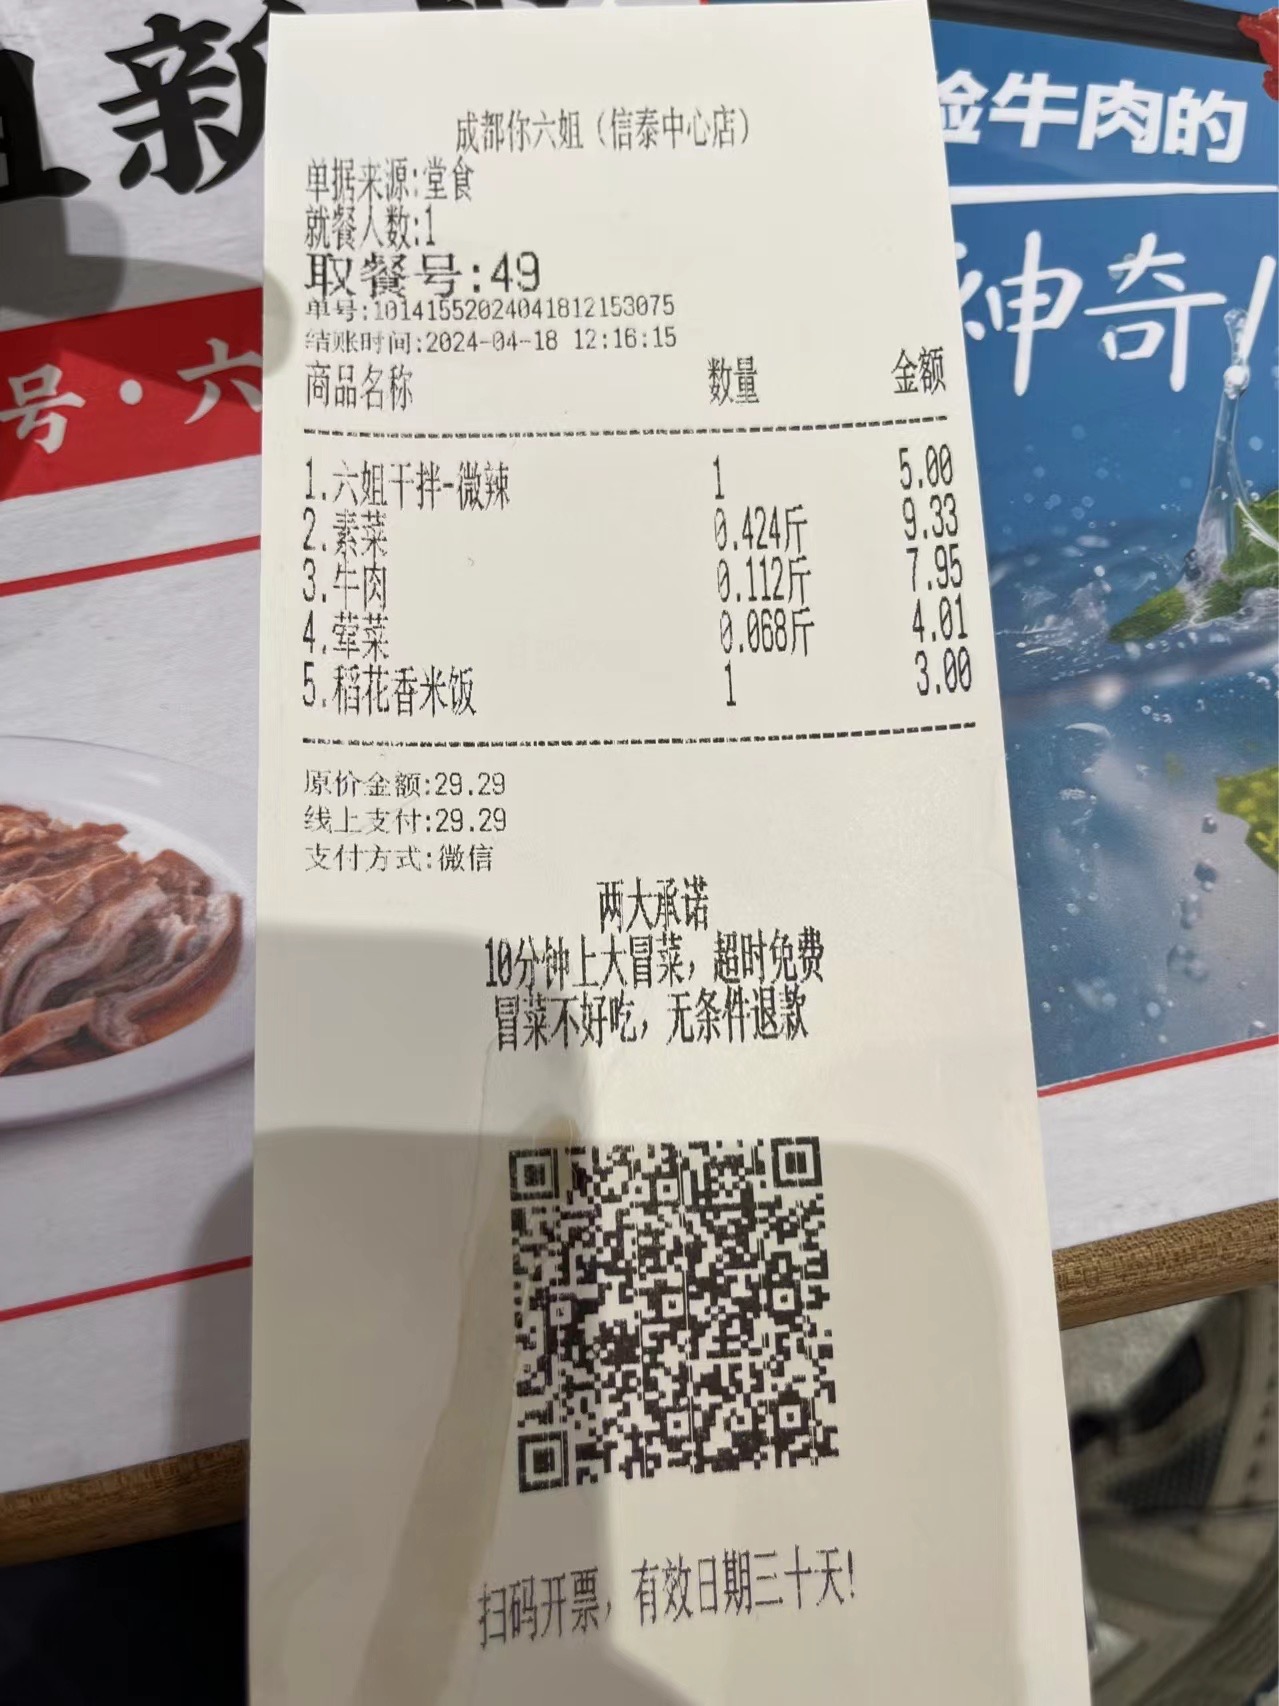 新
号·六
验牛肉的
神奇
成都你六姐（信泰中心店）
单据来源:堂食
就餐人数:1
取餐号:49
单号:10141552024041812153075
结账时间:2024-04-18 12:16:15
商品名称 数量 金额
1.六姐干拌-微辣 1 5.00
2.素菜 0.424斤 9.33
3.牛肉 0.112斤 7.95
4.荤菜 0.068斤 4.01
5.稻花香米饭 1 3.00
原价金额:29.29
线上支付:29.29
支付方式:微信
两大承诺
10分钟上大冒菜，超时免费
冒菜不好吃，无条件退款
扫码开票，有效日期三十天!